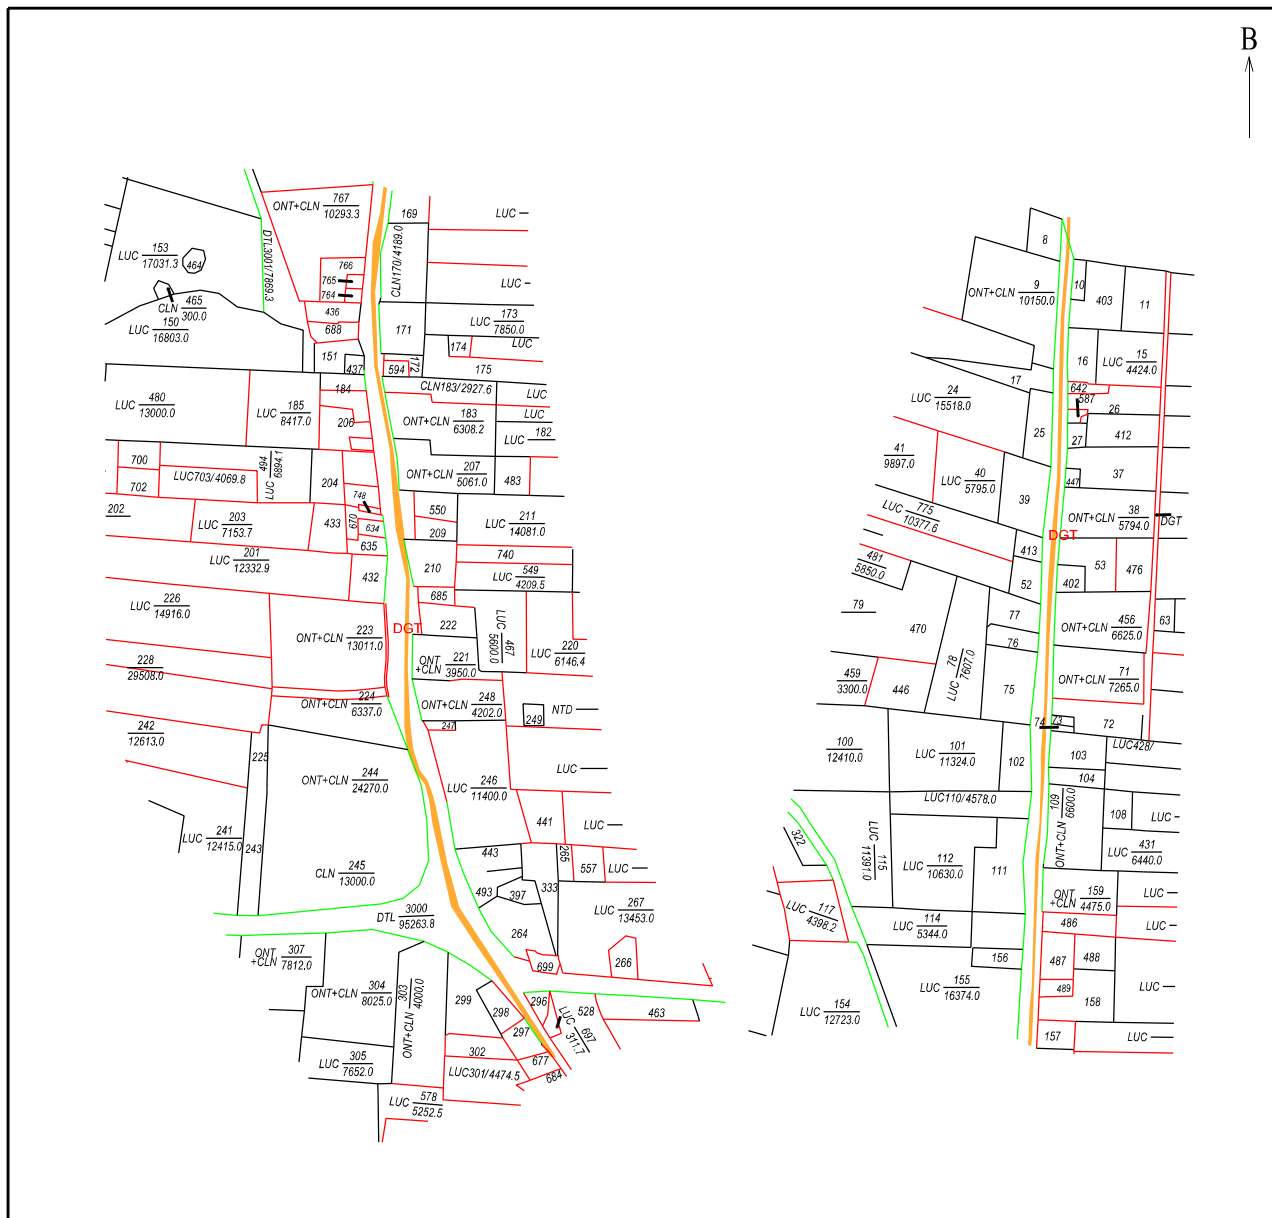 B
767
ONT+CLN
10293.3
169
LUC
DTL3001/7869.3
CLN170/4189.0
LUC 153
17031.3
464
766
765
764
LUC
465
CLN 300.0
LUC 150
16803.0
436
688
171
LUC 173
7850.0
174
LUC
151
437
594
172
175
184
CLN183/2927.6
LUC
LUC 480
13000.0
LUC 185
8417.0
206
ONT+CLN 183
6308.2
LUC
LUC 182
700
702
LUC703/4069.8
LUC 494
6894.1
204
ONT+CLN 207
5061.0
483
748
202
LUC 203
7153.7
433
670
634
635
550
209
LUC 211
14081.0
LUC 201
12332.9
432
210
740
LUC 549
4209.5
685
LUC 226
14916.0
ONT+CLN 223
13011.0
DGT
222
LUC 467
5600.0
LUC 220
6146.4
228
29508.0
ONT 221
+CLN 3950.0
224
ONT+CLN 6337.0
ONT+CLN 248
4202.0
247
249
NTD
242
12613.0
225
ONT+CLN 244
24270.0
LUC 246
11400.0
LUC
LUC 241
12415.0
243
441
LUC
CLN 245
13000.0
443
265
557
LUC
493
397
333
DTL 3000
95263.8
LUC 267
13453.0
264
ONT 307
+CLN 7812.0
699
266
ONT+CLN 304
8025.0
ONT+CLN 303
4000.0
299
298
297
296
528
463
LUC 697
311.7
LUC 305
7652.0
302
LUC301/4474.5
677
684
LUC 578
5252.5
8
ONT+CLN 9
10150.0
10
403
11
16
LUC 15
4424.0
17
642
587
26
LUC 24
15518.0
25
27
412
41
9897.0
LUC 40
5795.0
39
447
37
LUC 775
10377.6
ONT+CLN 38
5794.0
DGT
DGT
413
481
5850.0
52
402
53
476
79
470
77
76
ONT+CLN 456
6625.0
63
LUC 78
7607.0
459
3300.0
446
75
ONT+CLN 71
7265.0
74
73
72
100
12410.0
LUC 101
11324.0
102
103
LUC428/
104
LUC110/4578.0
ONT+CLN 109
6099.0
108
LUC
322
LUC 115
11391.0
LUC 112
10630.0
111
LUC 431
6440.0
ONT 159
+CLN 4475.0
LUC
LUC 117
4398.2
LUC 114
5344.0
486
LUC
156
487
488
LUC 155
16374.0
489
LUC
LUC 154
12723.0
158
157
LUC